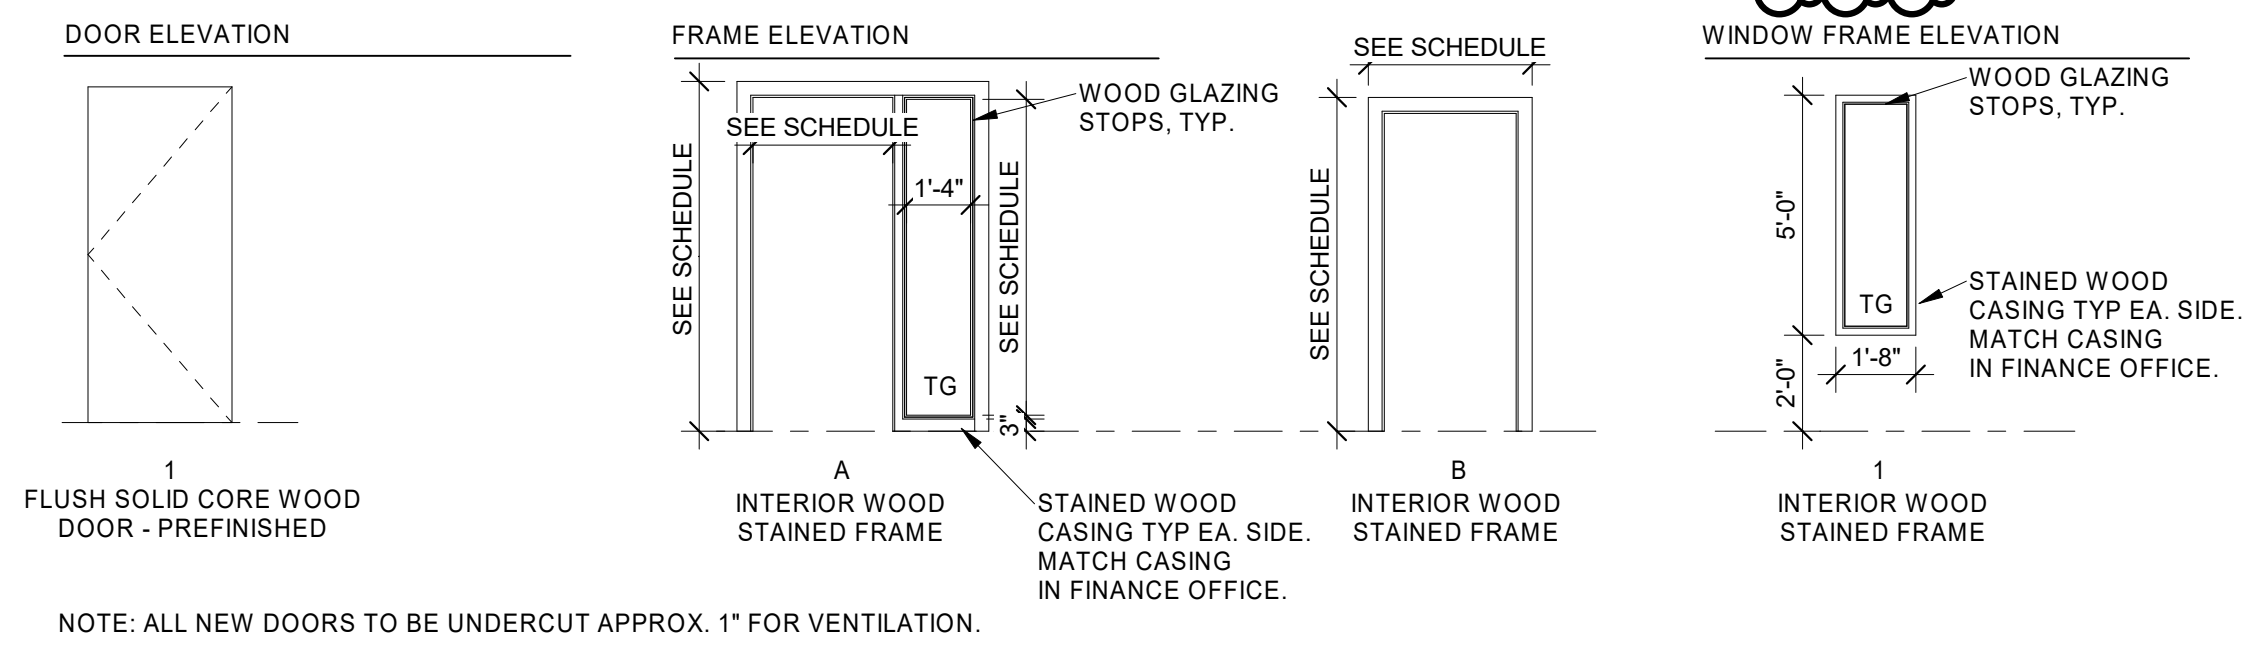 DOOR ELEVATION
1
FLUSH SOLID CORE WOOD
DOOR - PREFINISHED
FRAME ELEVATION
SEE SCHEDULE
SEE SCHEDULE
1'-4"
SEE SCHEDULE
3"
TG
WOOD GLAZING
STOPS, TYP.
A
INTERIOR WOOD
STAINED FRAME
STAINED WOOD
CASING TYP EA. SIDE.
MATCH CASING
IN FINANCE OFFICE.
SEE SCHEDULE
SEE SCHEDULE
B
INTERIOR WOOD
STAINED FRAME
WINDOW FRAME ELEVATION
WOOD GLAZING
STOPS, TYP.
5'-0"
2'-0"
TG
1'-8"
STAINED WOOD
CASING TYP EA. SIDE.
MATCH CASING
IN FINANCE OFFICE.
1
INTERIOR WOOD
STAINED FRAME
NOTE: ALL NEW DOORS TO BE UNDERCUT APPROX. 1" FOR VENTILATION.